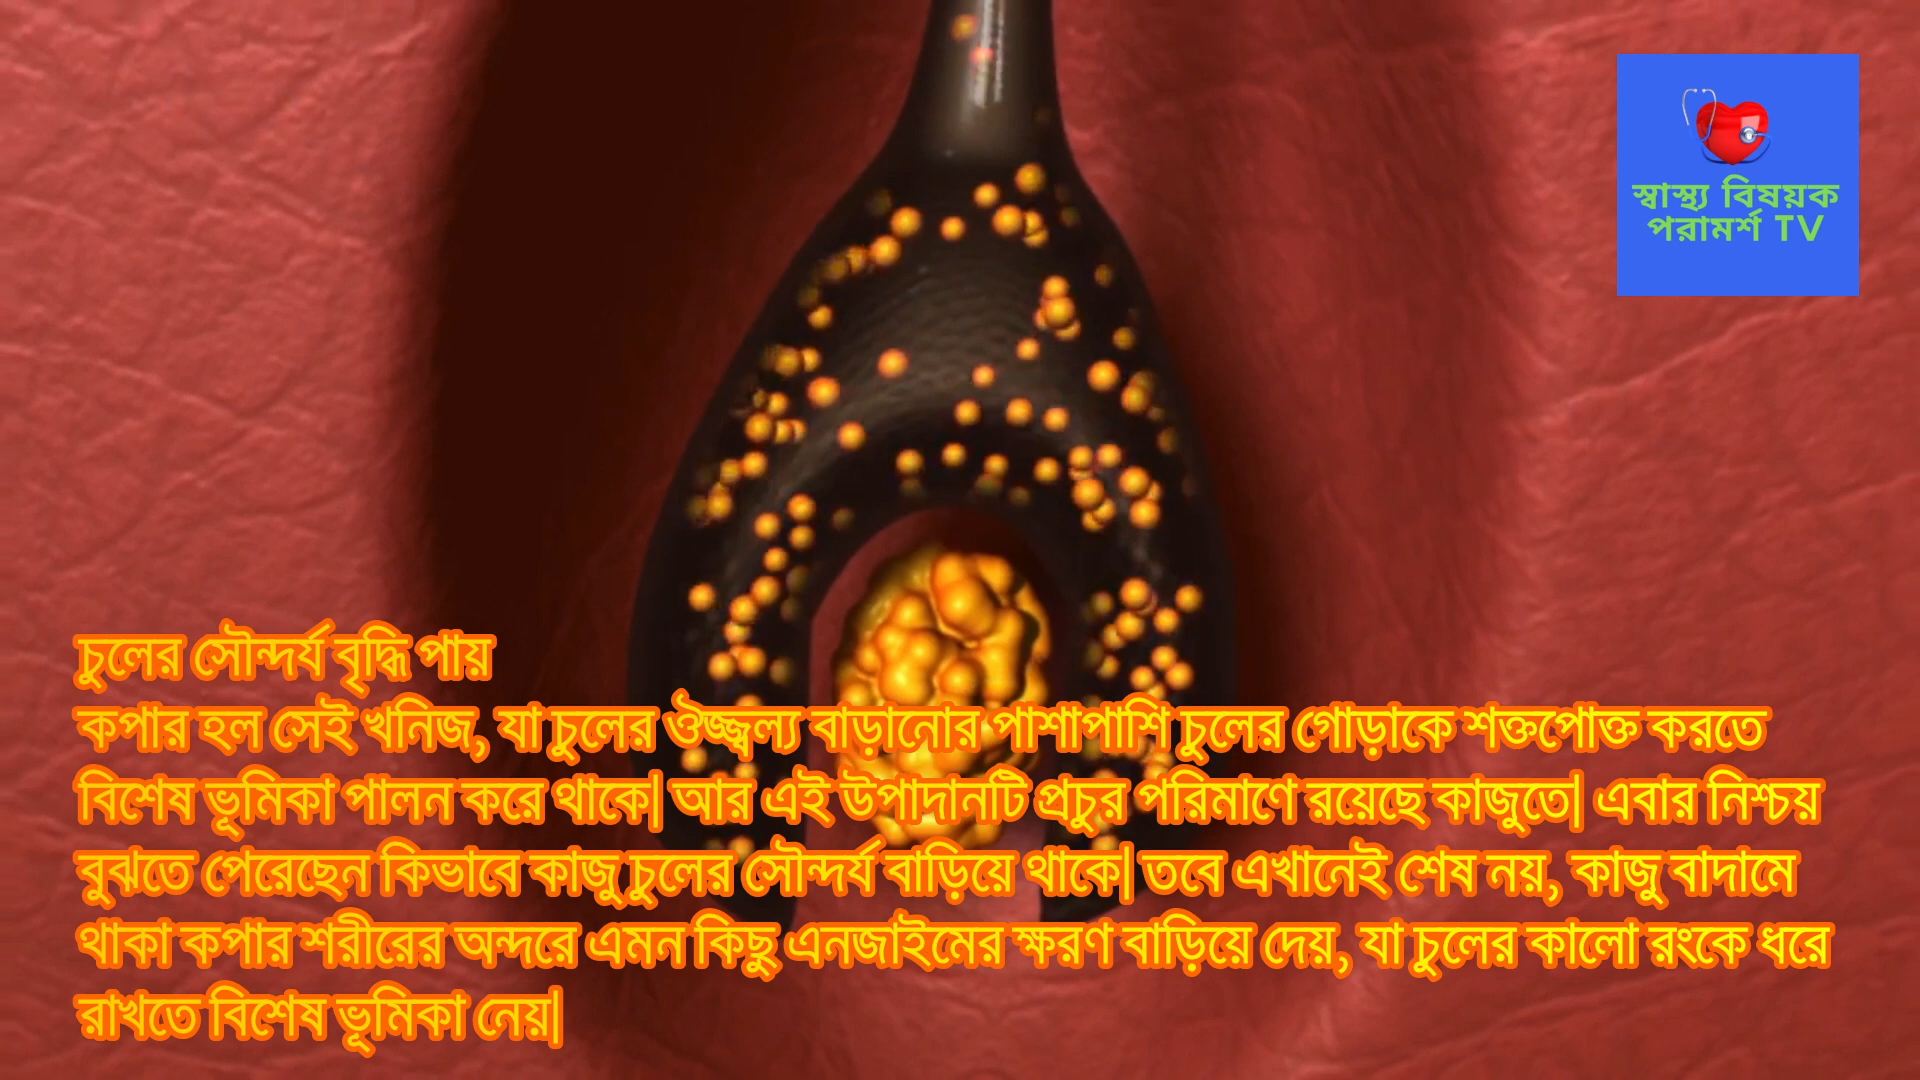 স্বাস্থ্য বিষয়ক
পরামর্শ TV
চুলের সৌন্দর্য বৃদ্ধি পায়
কপার হল সেই খনিজ, যা চুলের ঔজ্জ্বল্য বাড়ানোর পাশাপাশি চুলের গোড়াকে শক্তপোক্ত করতে
বিশেষ ভূমিকা পালন করে থাকে| আর এই উপাদানটি প্রচুর পরিমাণে রয়েছে কাজুতে| এবার নিশ্চয়
বুঝতে পেরেছেন কিভাবে কাজু চুলের সৌন্দর্য বাড়িয়ে থাকে| তবে এখানেই শেষ নয়, কাজু বাদামে
থাকা কপার শরীরের অন্দরে এমন কিছু এনজাইমের ক্ষরণ বাড়িয়ে দেয়, যা চুলের কালো রংকে ধরে
রাখতে বিশেষ ভূমিকা নেয়|